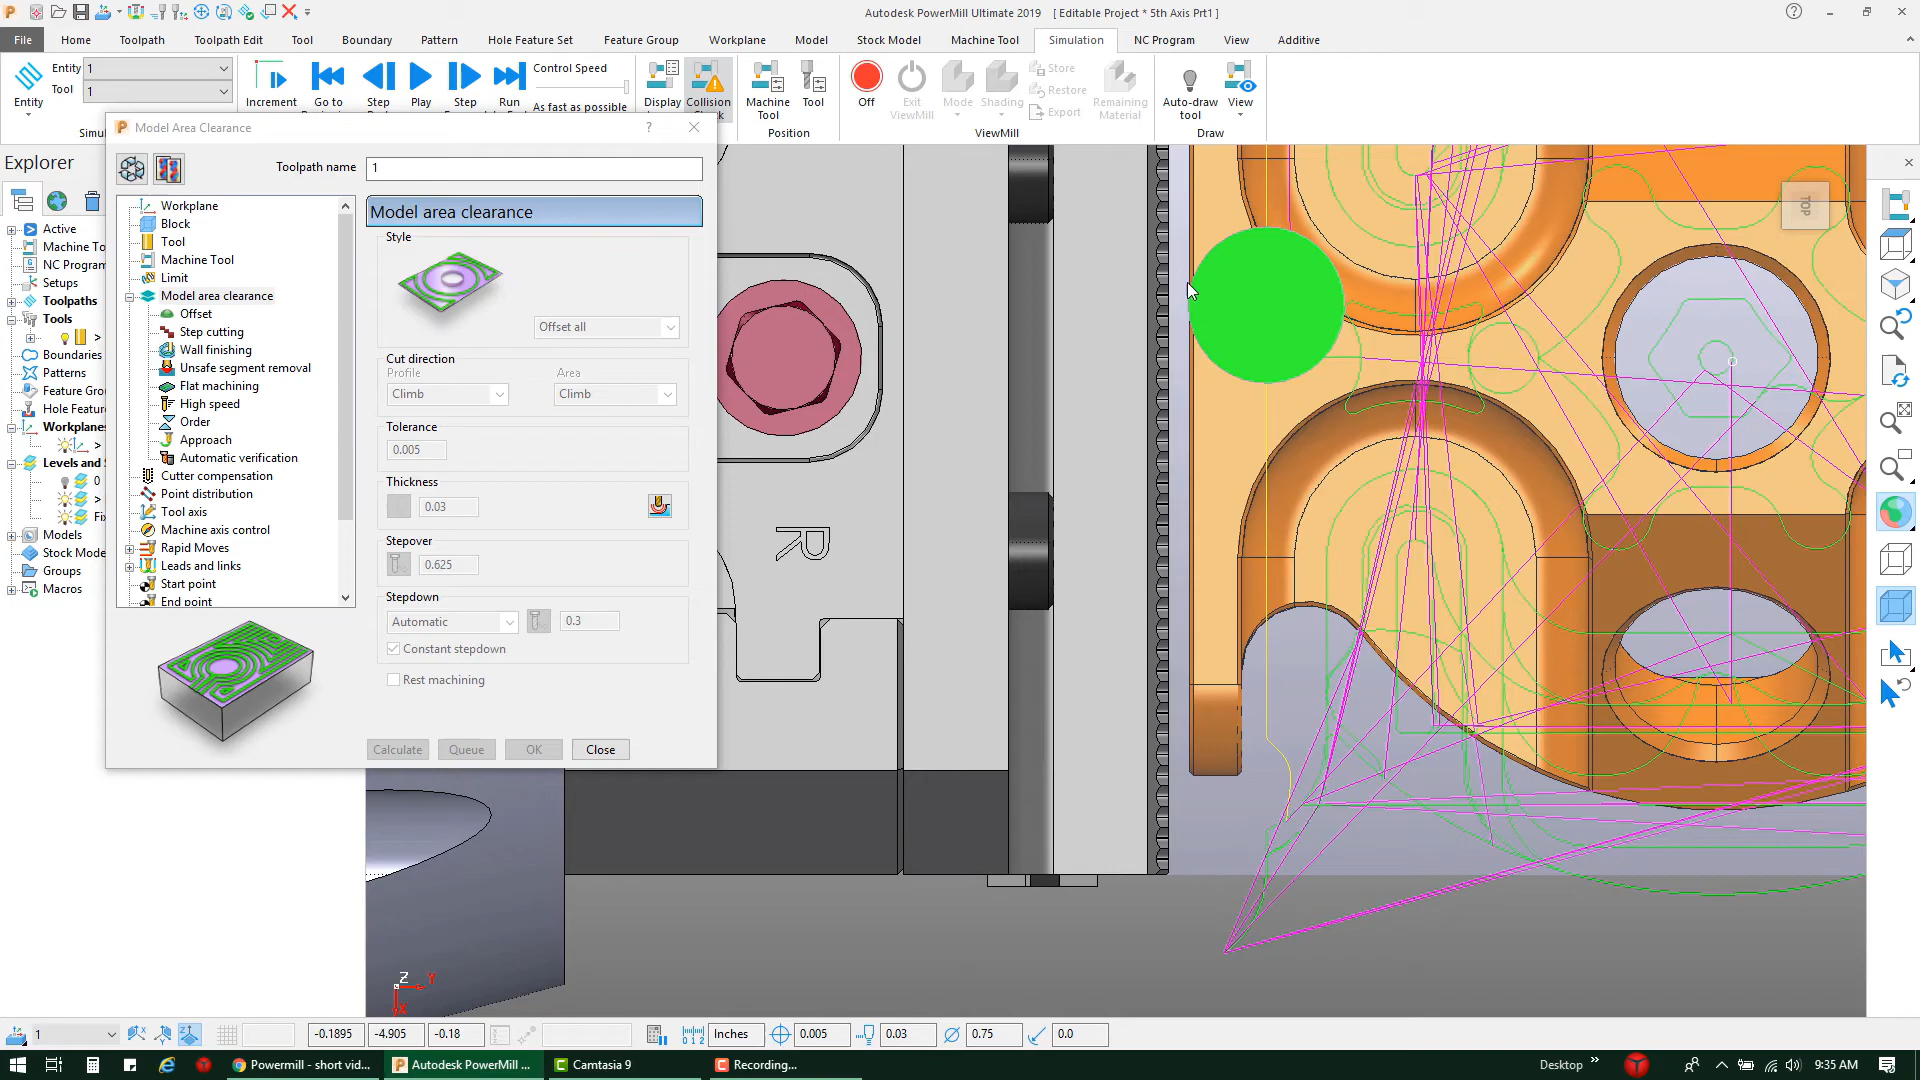 Autodesk PowerMill Ultimate 2019 [ Editable Project * 5th Axis Prt1 ]
File Home Toolpath Toolpath Edit Tool Boundary Pattern Hole Feature Set Feature Group Workplane Model Stock Model Machine Tool Simulation NC Program View Additive
Entity 1
Tool 1
Entity
Increment Go to Step Play Step Run
Control Speed
As fast as possible
Display Collision Machine Tool Tool
Position
Off Exit ViewMill Mode Shading Store Restore Export Remaining Material
ViewMill
Auto-draw tool View
Draw
Explorer
Active
Machine To
NC Program
Setups
Toolpaths
Tools
>
Boundaries
Patterns
Feature Grou
Hole Featur
Workplanes
>
Levels and S
0
>
Fix
Models
Stock Mode
Groups
Macros
P Model Area Clearance ? 
Toolpath name 1
Workplane
Block
Tool
Machine Tool
Limit
Model area clearance
Offset
Step cutting
Wall finishing
Unsafe segment removal
Flat machining
High speed
Order
Approach
Automatic verification
Cutter compensation
Point distribution
Tool axis
Machine axis control
Rapid Moves
Leads and links
Start point
End point
Model area clearance
Style
Offset all
Cut direction
Profile Area
Climb Climb
Tolerance
0.005
Thickness
0.03
Stepover
0.625
Stepdown
Automatic 0.3
Constant stepdown
Rest machining
Calculate Queue OK Close
R
TOP
Z Y X
1 -0.1895 -4.905 -0.18 Inches 0.005 0.03 0.75 0.0
Powermill - short vid... Autodesk PowerMill ... Camtasia 9 Recording... Desktop 9:35 AM